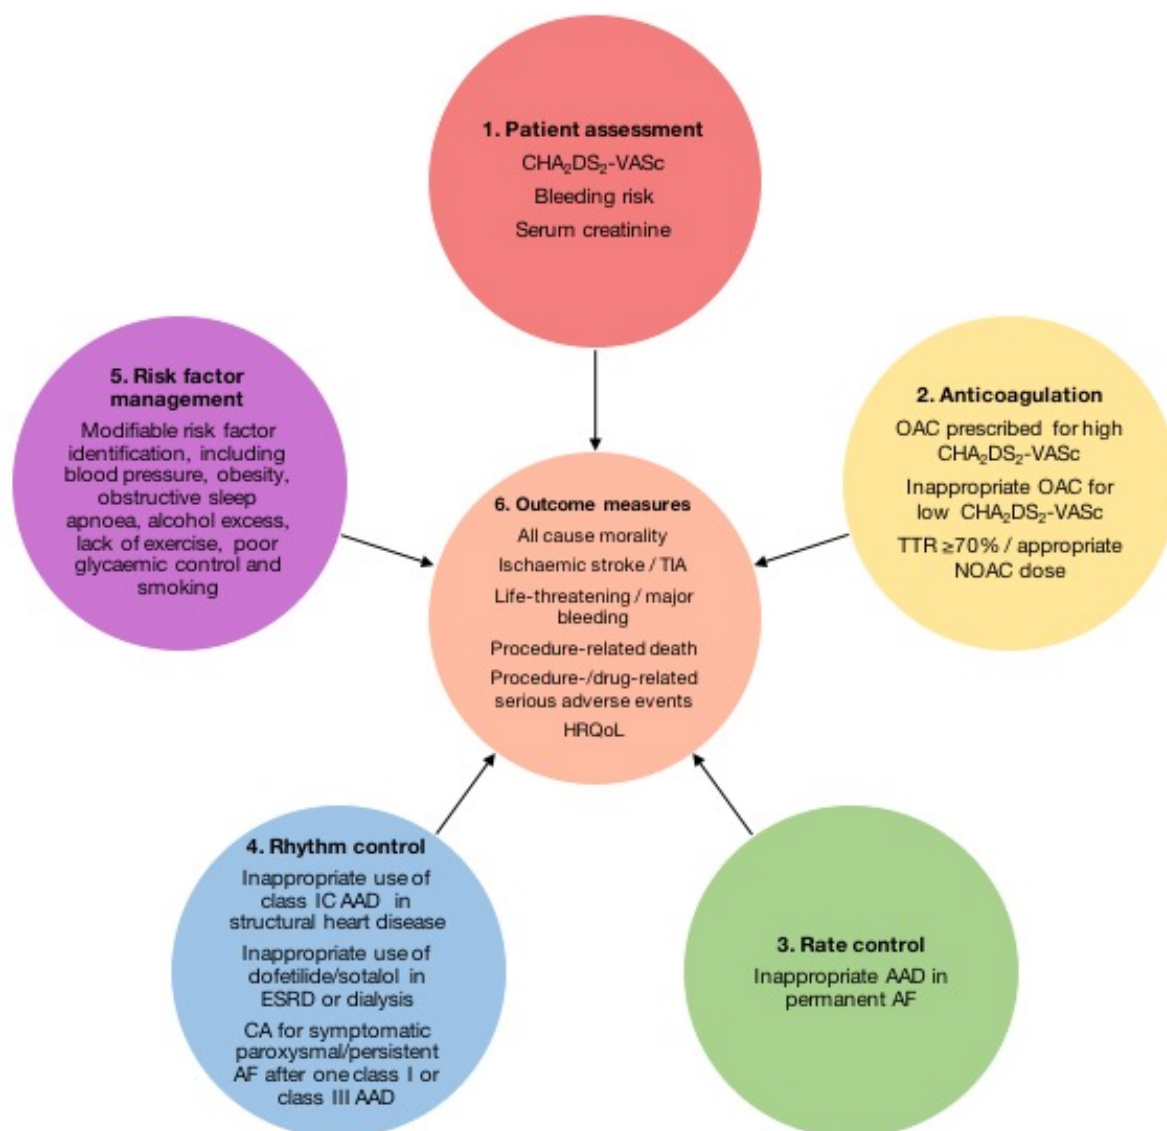 1. Patient assessment
CHA₂DS₂-VASc
Bleeding risk
Serum creatinine
2. Anticoagulation
OAC prescribed for high
CHA₂DS₂-VASc
Inappropriate OAC for
low CHA₂DS₂-VASc
TTR ≥70% / appropriate
NOAC dose
3. Rate control
Inappropriate AAD in
permanent AF
4. Rhythm control
Inappropriate use of
class IC AAD in
structural heart disease
Inappropriate use of
dofetilide/sotalol in
ESRD or dialysis
CA for symptomatic
paroxysmal/persistent
AF after one class I or
class III AAD
5. Risk factor
management
Modifiable risk factor
identification, including
blood pressure, obesity,
obstructive sleep
apnoea, alcohol excess,
lack of exercise, poor
glycaemic control and
smoking
6. Outcome measures
All cause morality
Ischaemic stroke / TIA
Life-threatening / major
bleeding
Procedure-related death
Procedure-/drug-related
serious adverse events
HRQoL